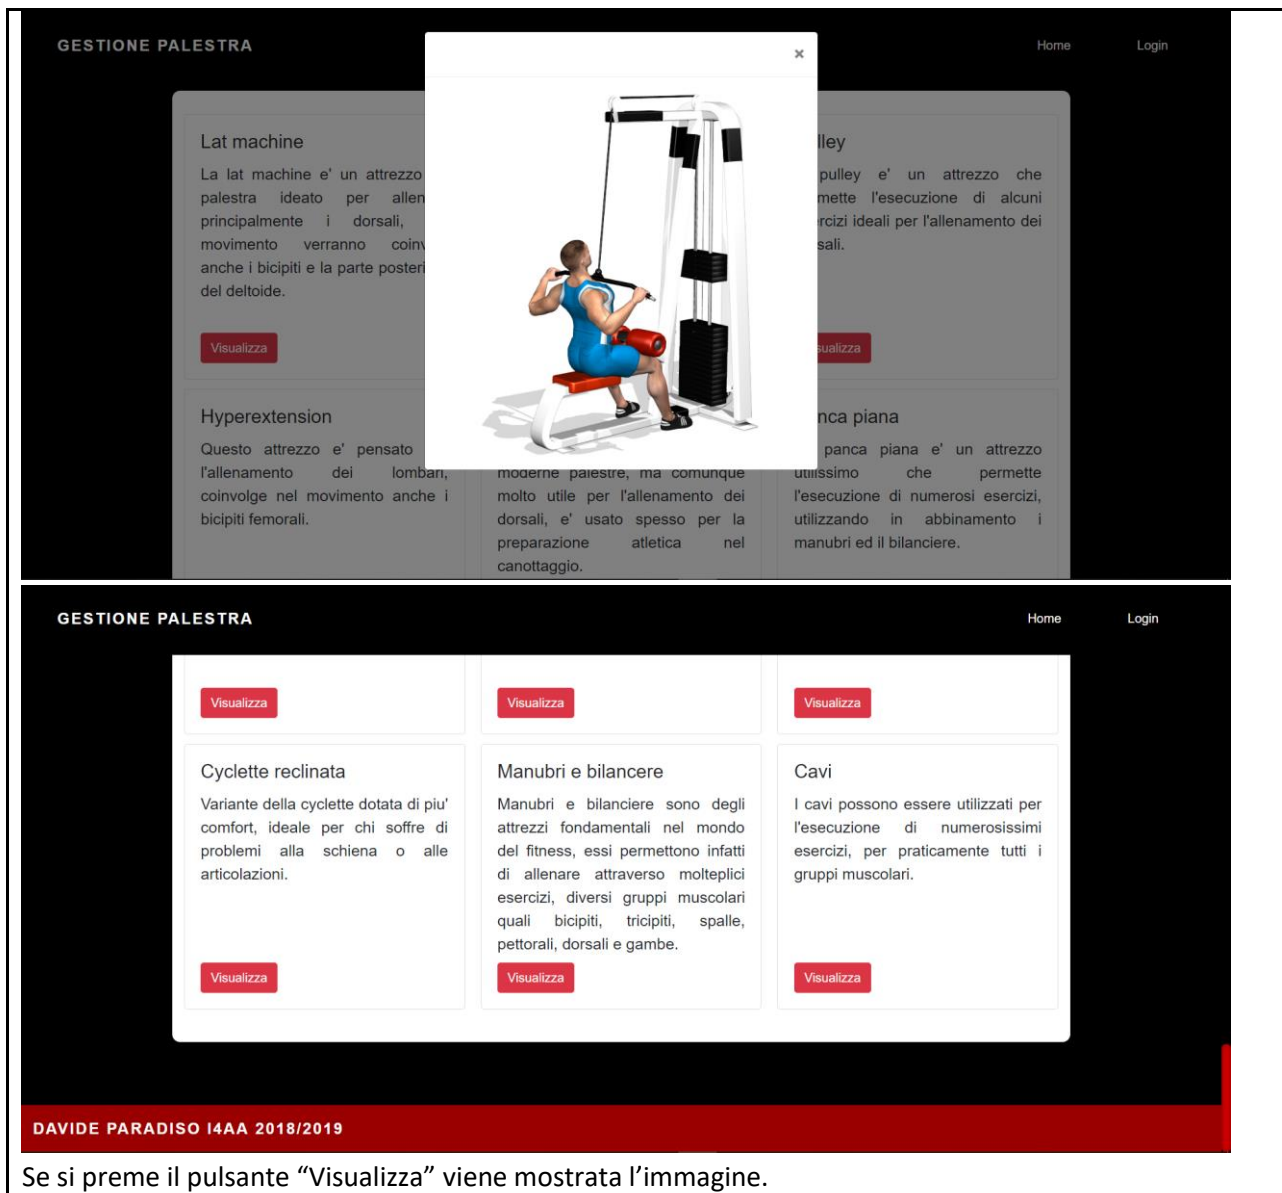 GESTIONE PALESTRA
Home
Login
×
Lat machine
La lat machine e' un attrezzo
palestra ideato per
principalmente i dorsali,
movimento verranno
anche i bicipiti e la parte
del deltoide.
Visualizza
pulley e' un attrezzo che
l'esecuzione di alcuni
ideali per l'allenamento dei
Hyperextension
Questo attrezzo e' pensato
l'allenamento dei lombari,
coinvolge nel movimento anche i
bicipiti femorali.
moderne palestre, ma comunque
molto utile per l'allenamento dei
dorsali, e' usato spesso per la
preparazione atletica nel
canottaggio.
piana
panca piana e' un attrezzo
utilissimo che permette
l'esecuzione di numerosi esercizi,
utilizzando in abbinamento i
manubri ed il bilanciere.
GESTIONE PALESTRA
Home
Login
Visualizza
Visualizza
Visualizza
Cyclette reclinata
Variante della cyclette dotata di piu'
comfort, ideale per chi soffre di
problemi alla schiena o alle
articolazioni.
Visualizza
Manubri e bilancere
Manubri e bilanciere sono degli
attrezzi fondamentali nel mondo
del fitness, essi permettono infatti
di allenare attraverso molteplici
esercizi, diversi gruppi muscolari
quali bicipiti, tricipiti, spalle,
pettorali, dorsali e gambe.
Visualizza
Cavi
I cavi possono essere utilizzati per
l'esecuzione di numerosissimi
esercizi, per praticamente tutti i
gruppi muscolari.
Visualizza
DAVIDE PARADISO I4AA 2018/2019
Se si preme il pulsante “Visualizza” viene mostrata l’immagine.